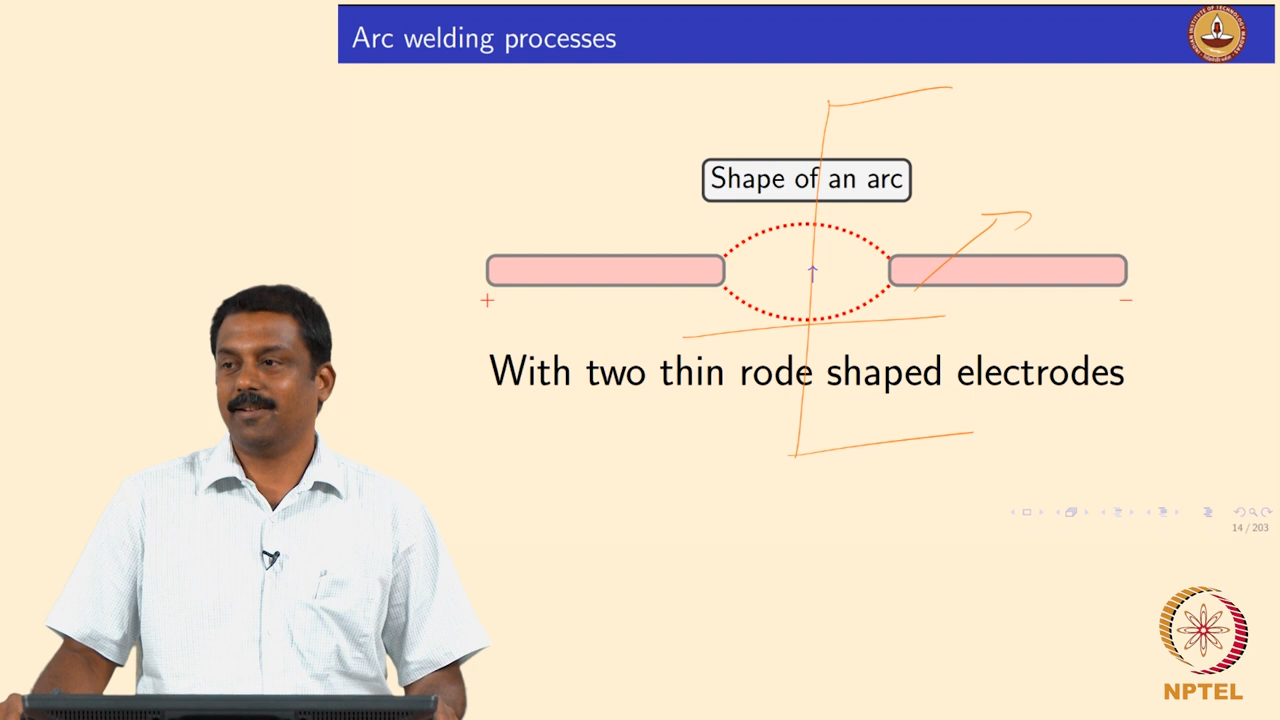 Arc welding processes
Shape of an arc
+
−
With two thin rode shaped electrodes
14 / 203
NPTEL